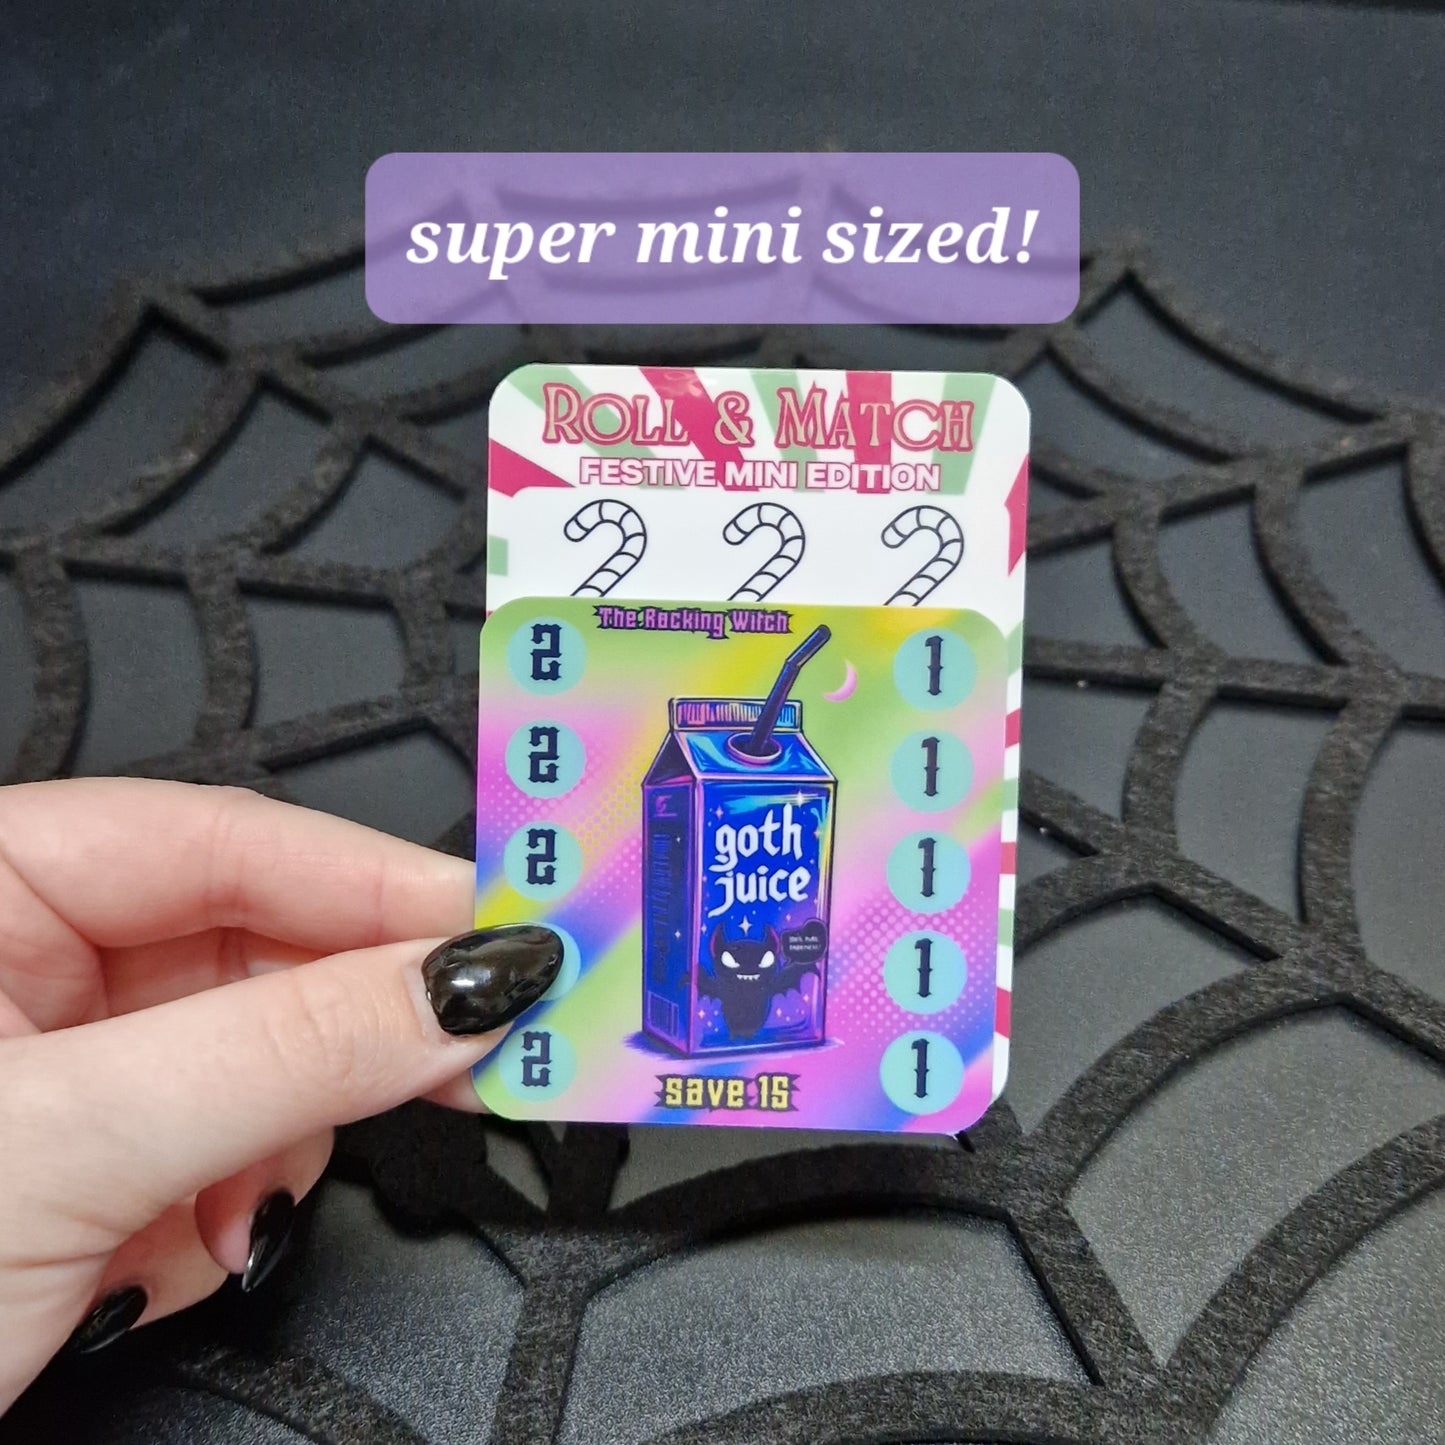 super mini sized!
ROLL & MATCH
FESTIVE MINI EDITION
The Rocking Witch
2 1
2 1
goth
2 1
juice
1
2 1
save 15